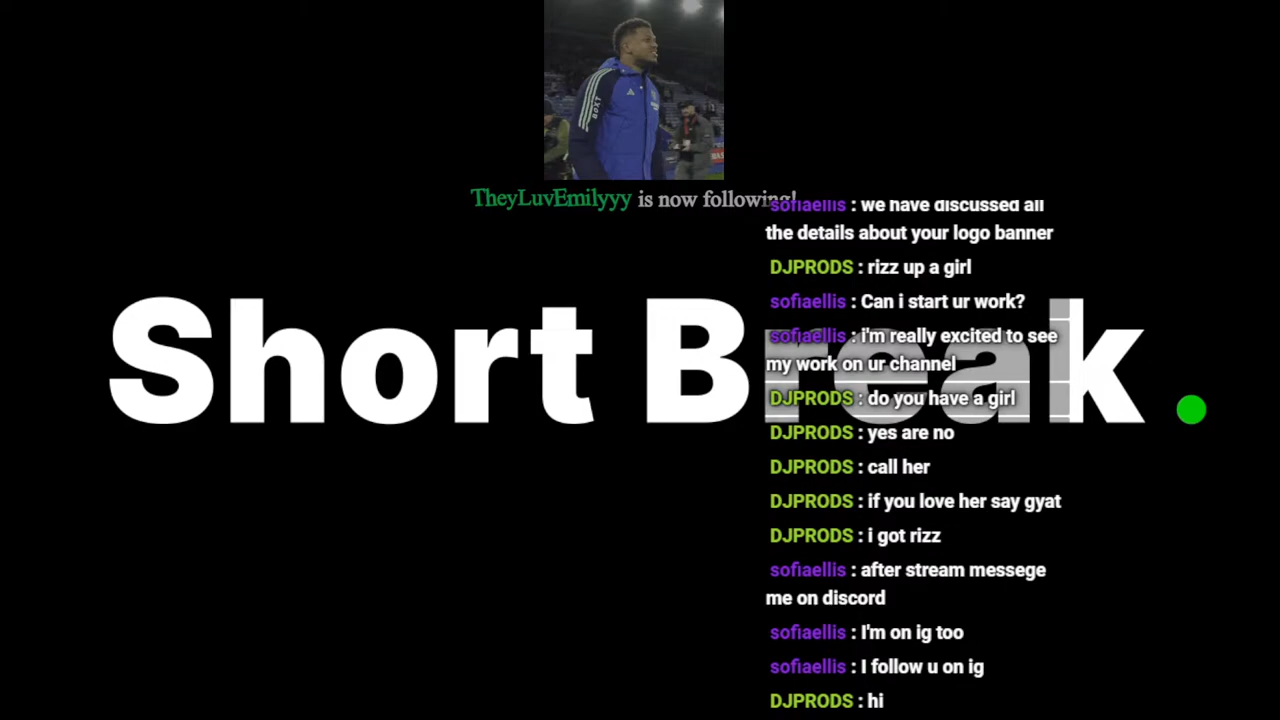 BOXT
TheyLuvEmilyyy is now following!
sofiaellis : we have discussed all
the details about your logo banner
DJPRODS : rizz up a girl
sofiaellis : Can i start ur work?
sofiaellis : i'm really excited to see
my work on ur channel
Short Break.
DJPRODS : do you have a girl
DJPRODS : yes are no
DJPRODS : call her
DJPRODS : if you love her say gyat
DJPRODS : i got rizz
sofiaellis : after stream messege
me on discord
sofiaellis : I'm on ig too
sofiaellis : I follow u on ig
DJPRODS : hi